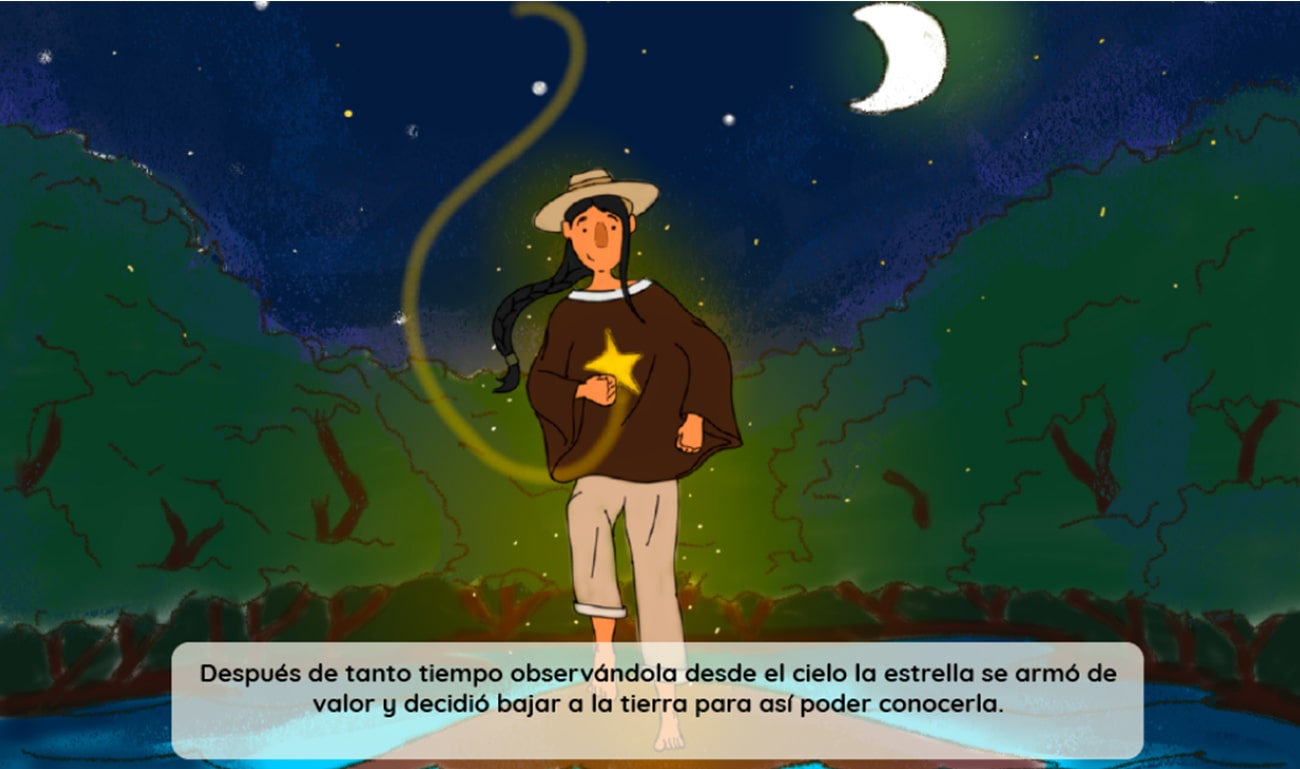 Después de tanto tiempo observándola desde el cielo la estrella se armó de
valor y decidió bajar a la tierra para así poder conocerla.